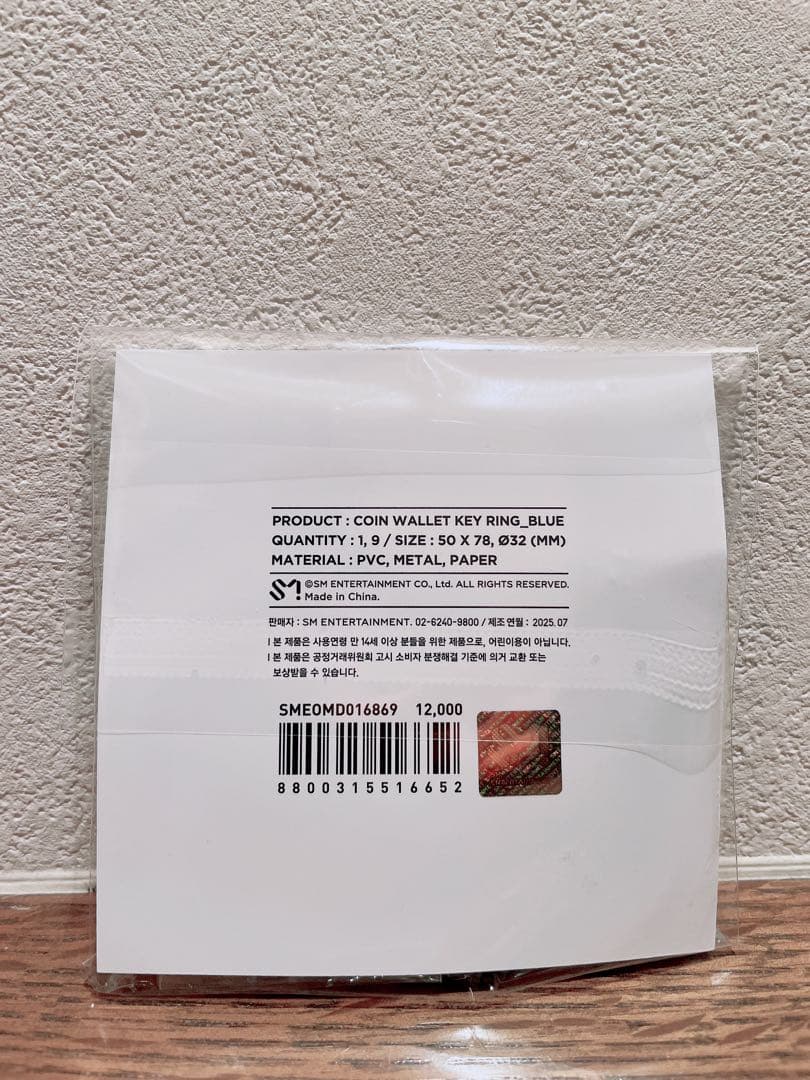 PRODUCT : COIN WALLET KEY RING_BLUE
QUANTITY : 1, 9 / SIZE : 50 X 78, Ø32 (MM)
MATERIAL : PVC, METAL, PAPER
SM! ©SM ENTERTAINMENT CO., Ltd. ALL RIGHTS RESERVED.
Made in China.
판매자 : SM ENTERTAINMENT. 02-6240-9800 / 제조 연월 : 2025. 07
l 본 제품은 사용연령 만 14세 이상 분들을 위한 제품으로, 어린이용이 아닙니다.
l 본 제품은 공정거래위원회 고시 소비자 분쟁해결 기준에 의거 교환 또는
보상받을 수 있습니다.
SMEOMD016869 12,000
8800315516652